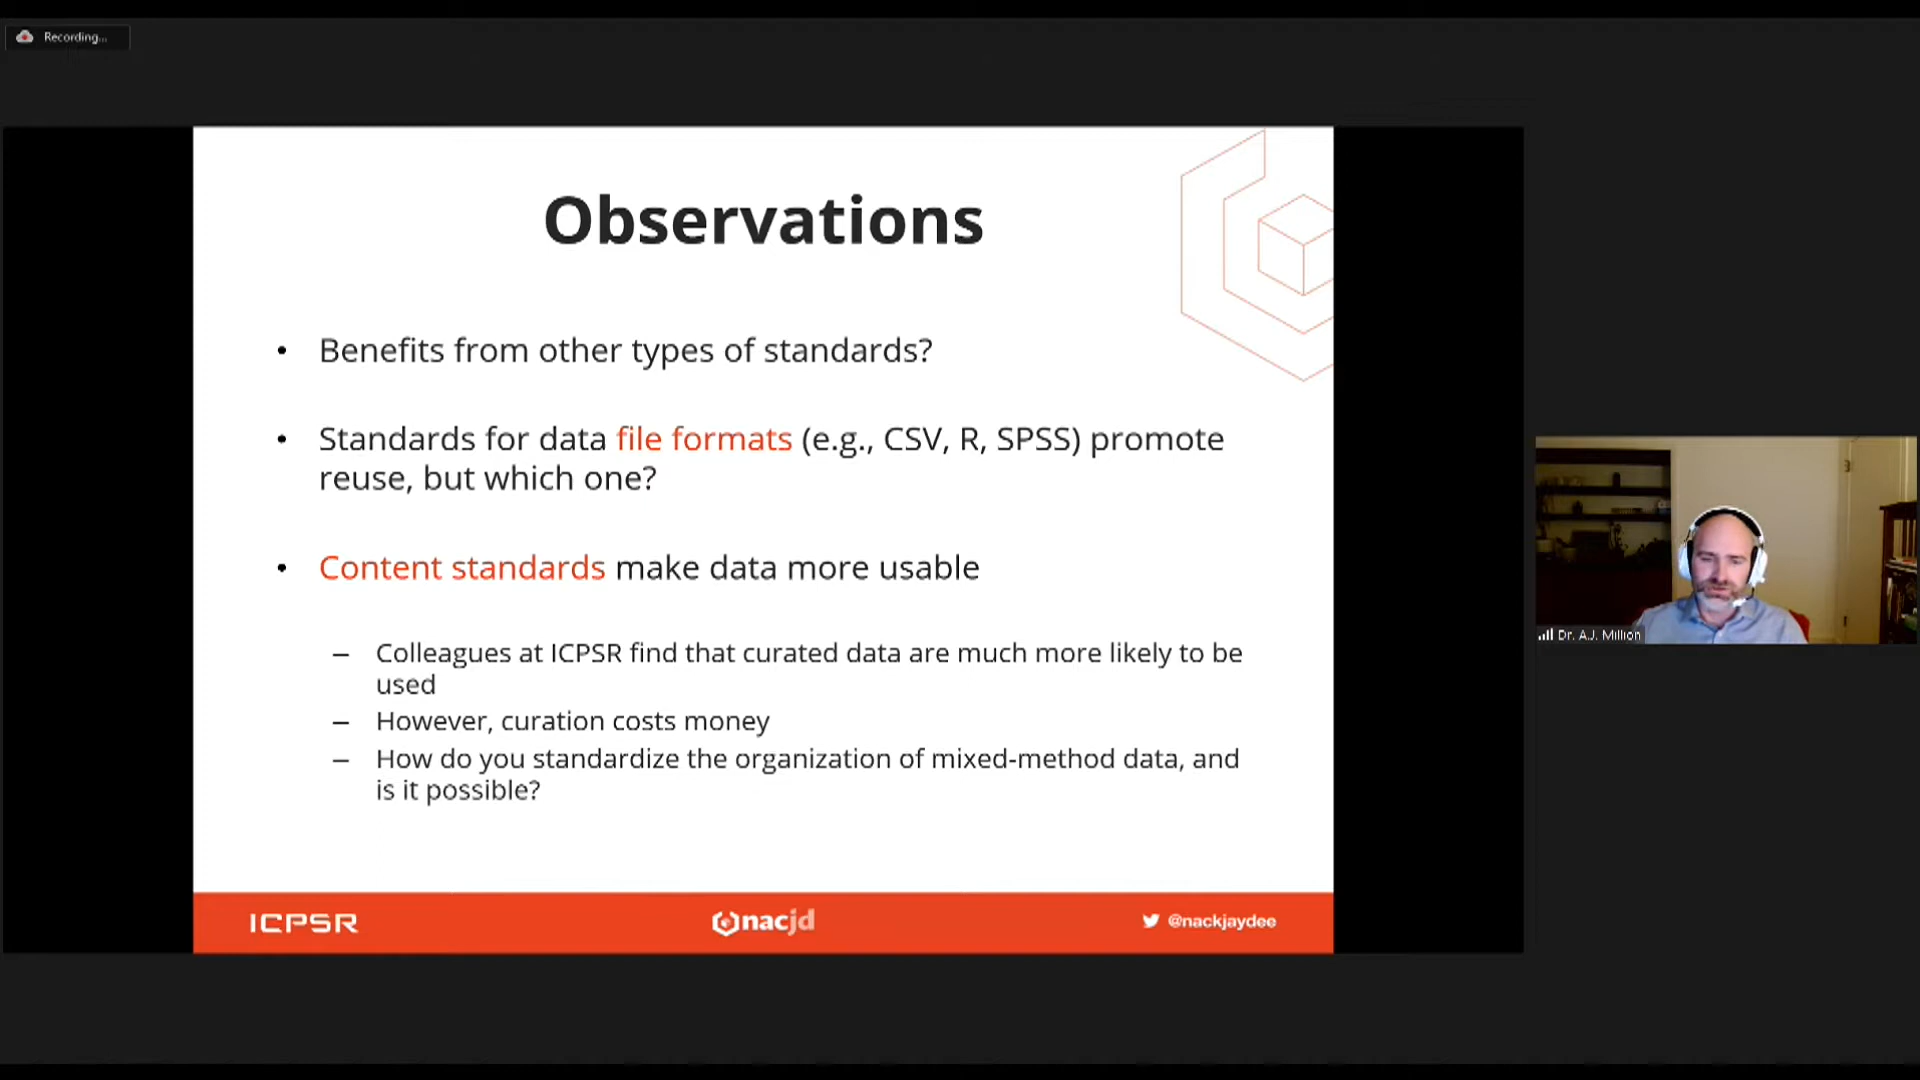 Recording...
Observations
• Benefits from other types of standards?
• Standards for data file formats (e.g., CSV, R, SPSS) promote
reuse, but which one?
• Content standards make data more usable
– Colleagues at ICPSR find that curated data are much more likely to be
used
– However, curation costs money
– How do you standardize the organization of mixed-method data, and
is it possible?
Dr. A.J. Million
ICPSR
nacjd
@nackjaydee